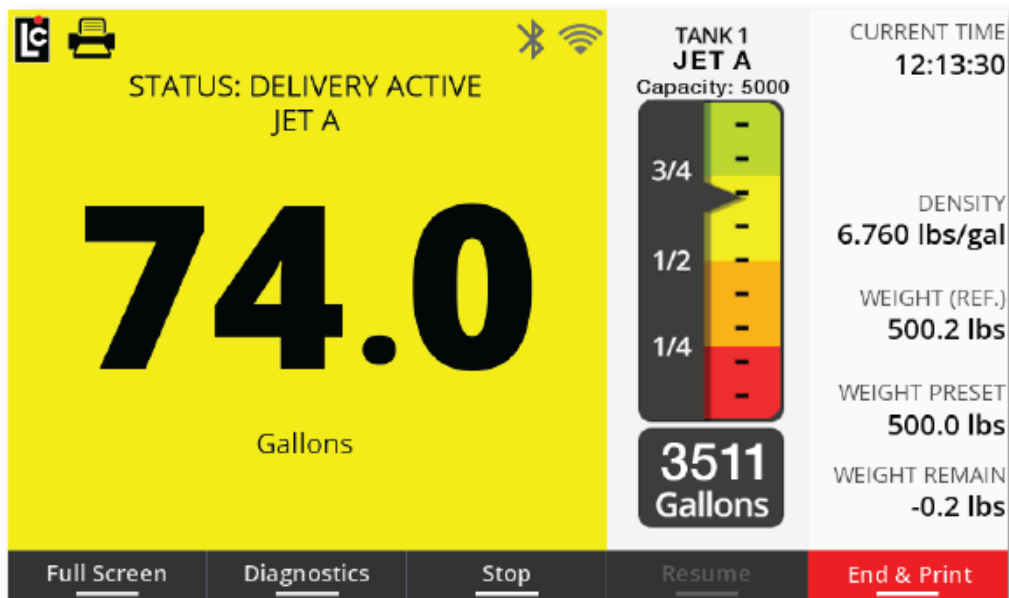 LC
STATUS: DELIVERY ACTIVE
JET A
74.0
Gallons
TANK 1
JET A
Capacity: 5000
3/4
1/2
1/4
3511
Gallons
CURRENT TIME
12:13:30
DENSITY
6.760 lbs/gal
WEIGHT (REF.)
500.2 lbs
WEIGHT PRESET
500.0 lbs
WEIGHT REMAIN
-0.2 lbs
Full Screen
Diagnostics
Stop
Resume
End & Print